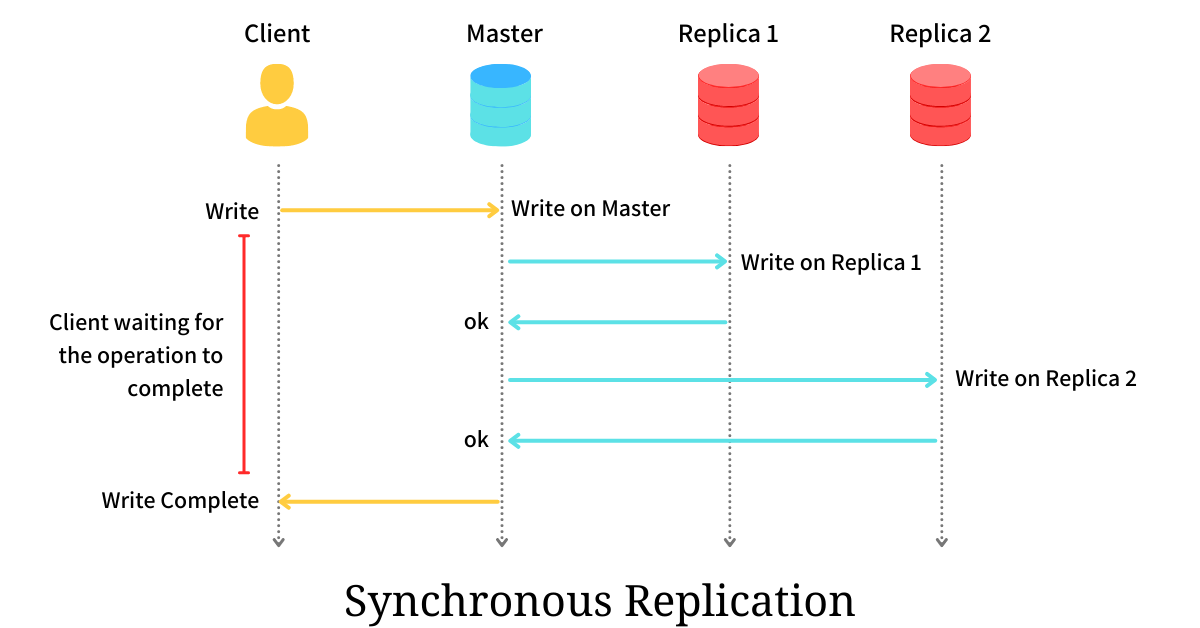 Client
Master
Replica 1
Replica 2
Write
Write on Master
Write on Replica 1
Client waiting for
the operation to
complete
ok
Write on Replica 2
ok
Write Complete
Synchronous Replication